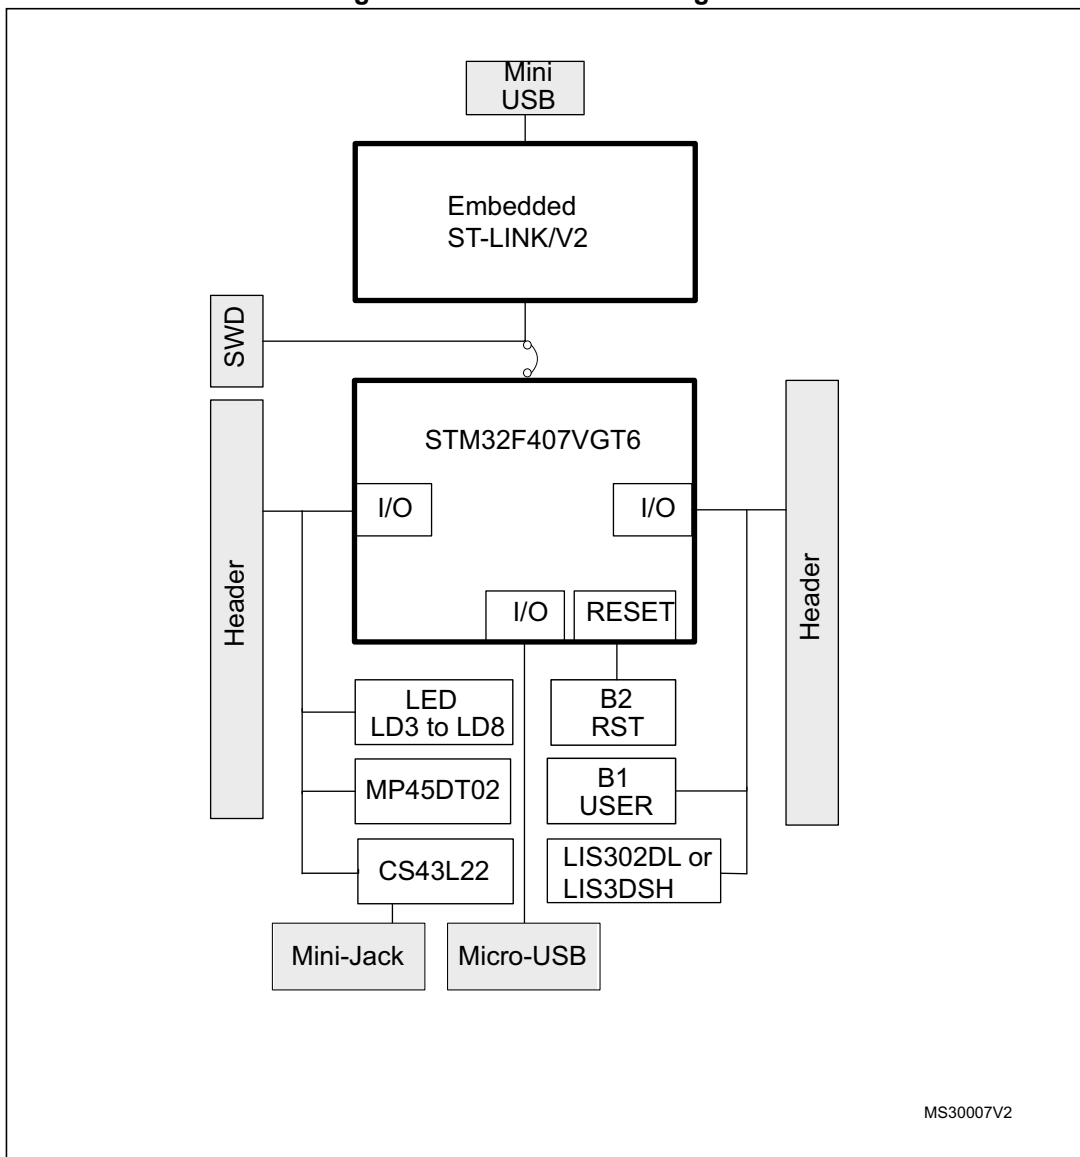 Mini
USB
Embedded
ST-LINK/V2
SWD
STM32F407VGT6
I/O
I/O
Header
Header
I/O
RESET
LED
LD3 to LD8
B2
RST
MP45DT02
B1
USER
CS43L22
LIS302DL or
LIS3DSH
Mini-Jack
Micro-USB
MS30007V2